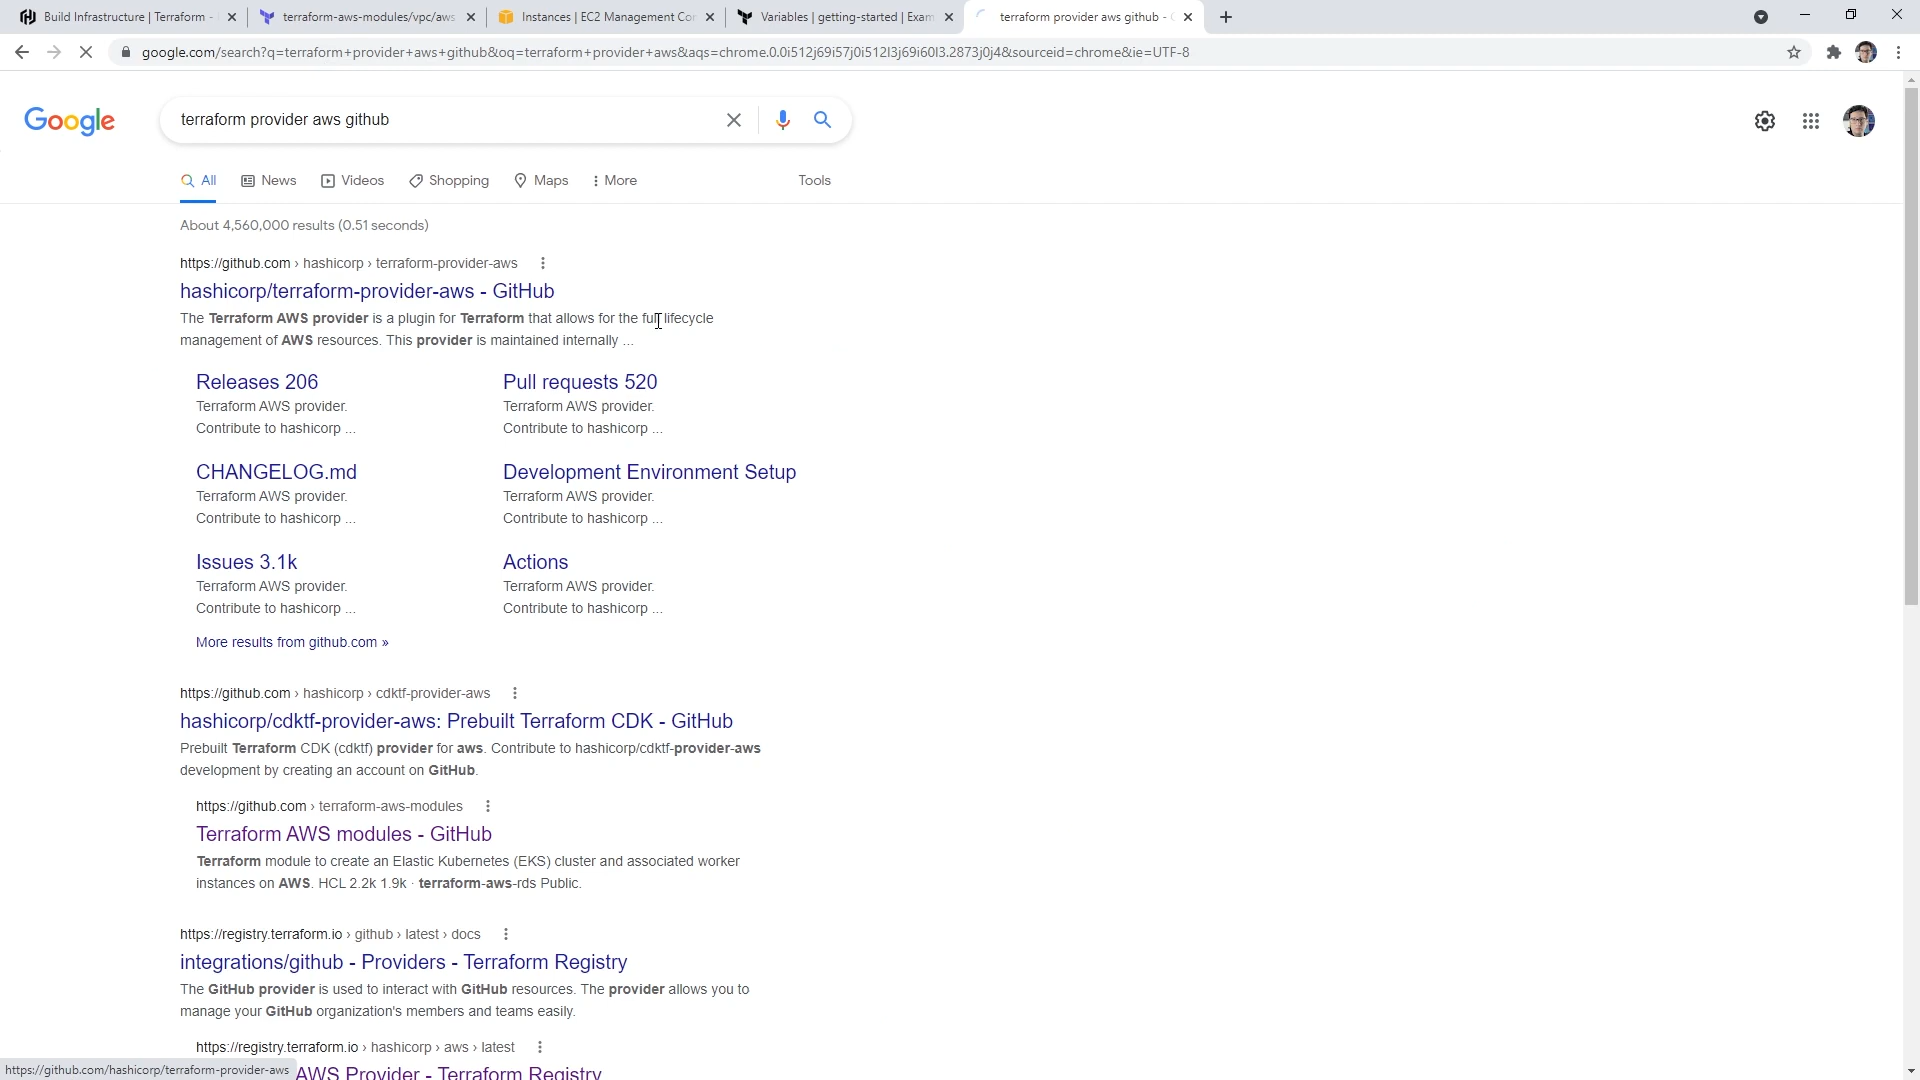 Build Infrastructure | Terraform -
terraform-aws-modules/vpc/aws
Instances | EC2 Management Con
Variables | getting-started | Exam
terraform provider aws github -
google.com/search?q=terraform+provider+aws+github&oq=terraform+provider+aws&aqs=chrome.0.0i512j69i57j0i512l3j69i60l3.2873j0j4&sourceid=chrome&ie=UTF-8
Google
terraform provider aws github
All
News
Videos
Shopping
Maps
More
Tools
About 4,560,000 results (0.51 seconds)
https://github.com › hashicorp › terraform-provider-aws
hashicorp/terraform-provider-aws - GitHub
The Terraform AWS provider is a plugin for Terraform that allows for the full lifecycle
management of AWS resources. This provider is maintained internally ...
Releases 206
Terraform AWS provider.
Contribute to hashicorp ...
Pull requests 520
Terraform AWS provider.
Contribute to hashicorp ...
CHANGELOG.md
Terraform AWS provider.
Contribute to hashicorp ...
Development Environment Setup
Terraform AWS provider.
Contribute to hashicorp ...
Issues 3.1k
Terraform AWS provider.
Contribute to hashicorp ...
Actions
Terraform AWS provider.
Contribute to hashicorp ...
More results from github.com »
https://github.com › hashicorp › cdktf-provider-aws
hashicorp/cdktf-provider-aws: Prebuilt Terraform CDK - GitHub
Prebuilt Terraform CDK (cdktf) provider for aws. Contribute to hashicorp/cdktf-provider-aws
development by creating an account on GitHub.
https://github.com › terraform-aws-modules
Terraform AWS modules - GitHub
Terraform module to create an Elastic Kubernetes (EKS) cluster and associated worker
instances on AWS. HCL 2.2k 1.9k · terraform-aws-rds Public.
https://registry.terraform.io › github › latest › docs
integrations/github - Providers - Terraform Registry
The GitHub provider is used to interact with GitHub resources. The provider allows you to
manage your GitHub organization's members and teams easily.
https://registry.terraform.io › hashicorp › aws › latest
AWS Provider - Terraform Registry
https://github.com/hashicorp/terraform-provider-aws